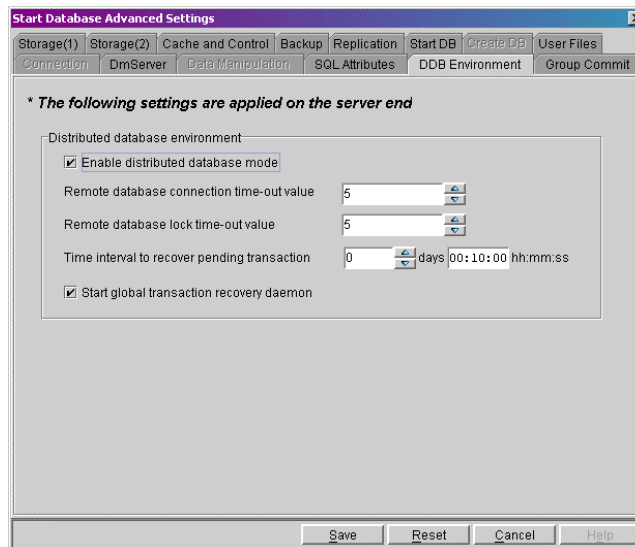 Start Database Advanced Settings
Storage(1) Storage(2) Cache and Control Backup Replication Start DB Create DB User Files
Connection DmServer Data Manipulation SQL Attributes DDB Environment Group Commit
* The following settings are applied on the server end
Distributed database environment
Enable distributed database mode
Remote database connection time-out value 5
Remote database lock time-out value 5
Time interval to recover pending transaction 0 days 00:10:00 hh:mm:ss
Start global transaction recovery daemon
Save Reset Cancel Help